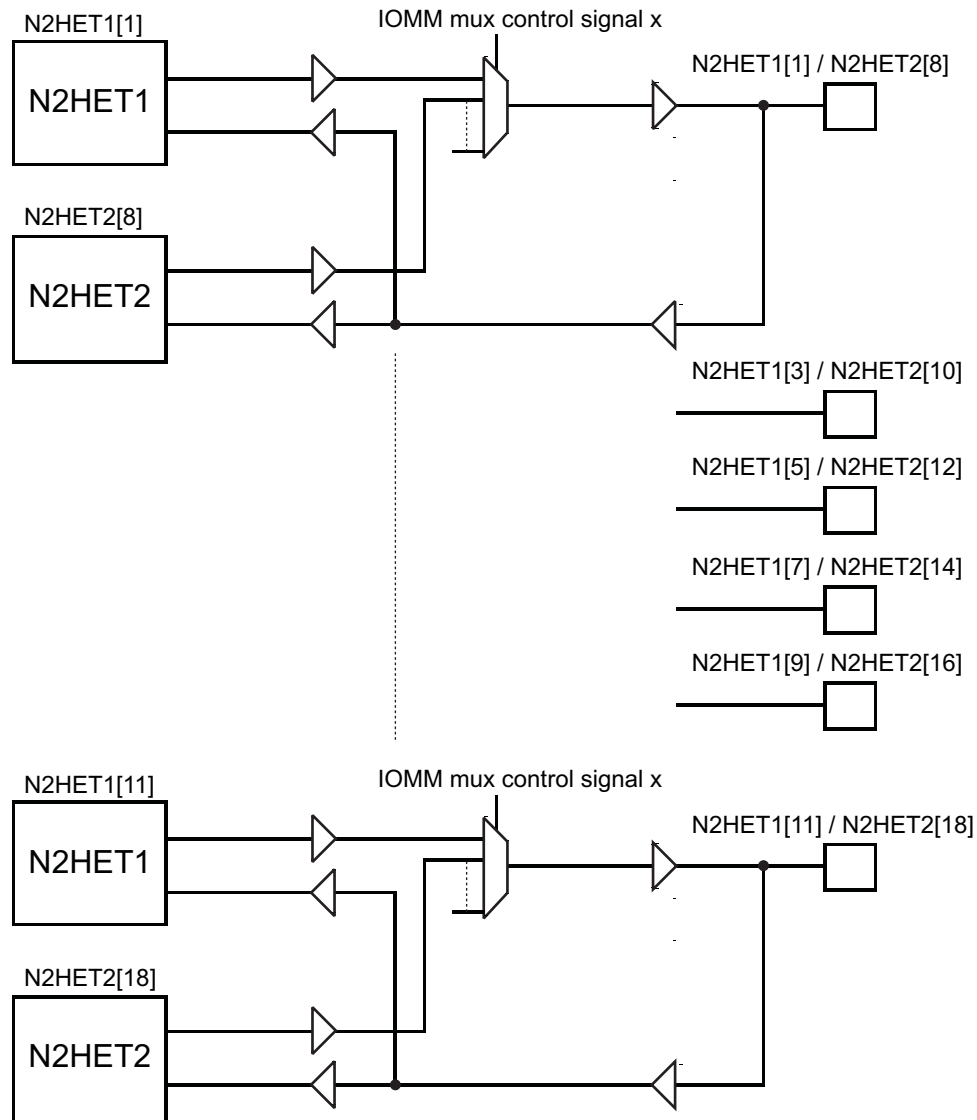 N2HET1[1]
IOMM mux control signal x
N2HET1[1] / N2HET2[8]
N2HET1
N2HET2[8]
N2HET2
N2HET1[3] / N2HET2[10]
N2HET1[5] / N2HET2[12]
N2HET1[7] / N2HET2[14]
N2HET1[9] / N2HET2[16]
N2HET1[11]
IOMM mux control signal x
N2HET1[11] / N2HET2[18]
N2HET1
N2HET2[18]
N2HET2